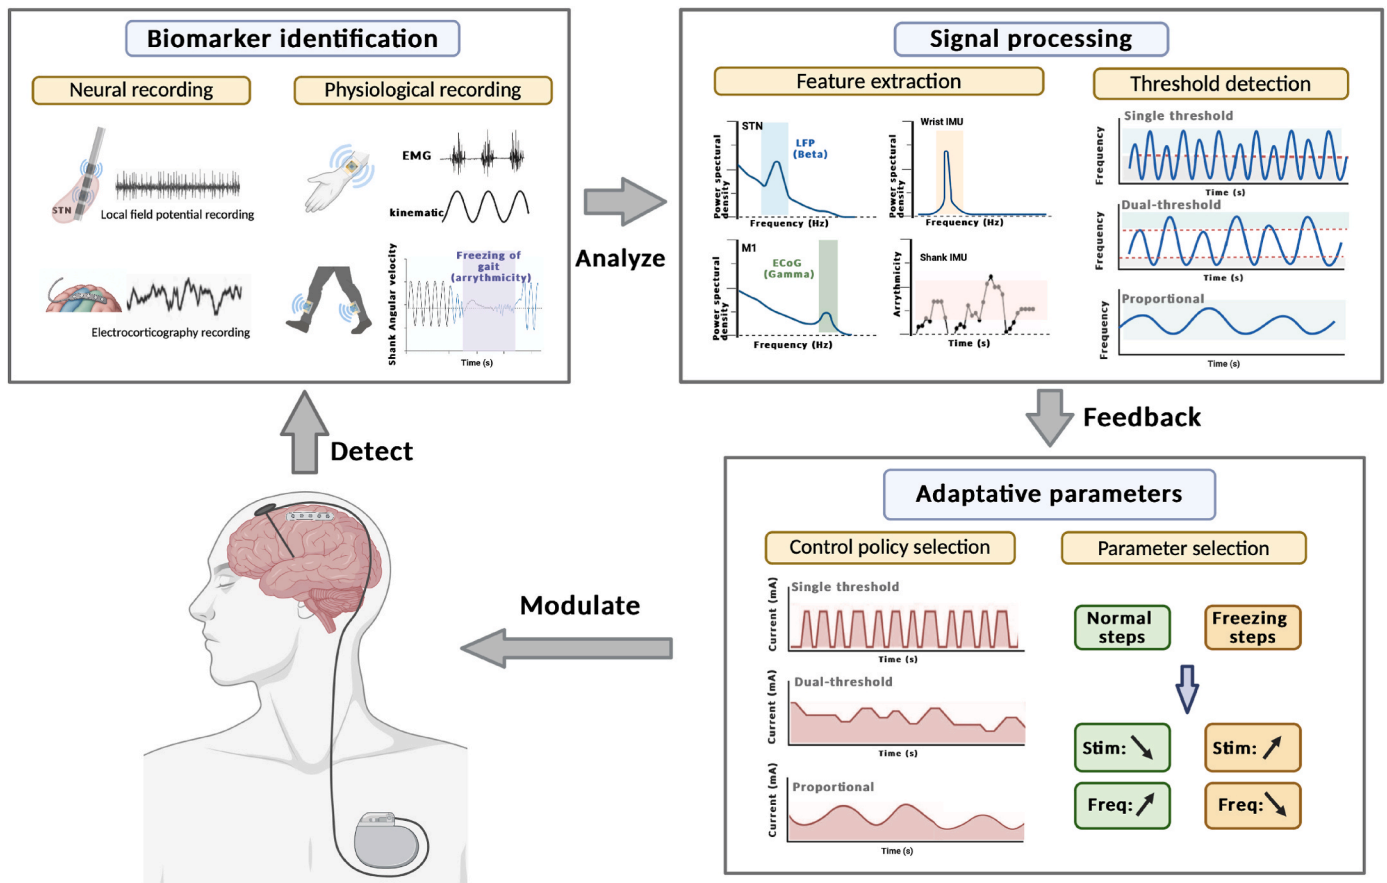 Biomarker identification
Neural recording
Physiological recording
STN
Local field potential recording
Electrocorticography recording
EMG
kinematic
Shank Angular velocity
Freezing of
gait
(arrythmicity)
Time (s)
Analyze
Signal processing
Feature extraction
Threshold detection
STN
LFP
(Beta)
Power spectural
density
Frequency (Hz)
Wrist IMU
Power spectural
density
Frequency (Hz)
M1
ECoG
(Gamma)
Power spectural
density
Frequency (Hz)
Shank IMU
Arrythmicity
Time (s)
Single threshold
Frequency
Time (s)
Dual-threshold
Frequency
Time (s)
Proportional
Frequency
Time (s)
Feedback
Adaptative parameters
Control policy selection
Parameter selection
Single threshold
Current (mA)
Time (s)
Dual-threshold
Current (mA)
Time (s)
Proportional
Current (mA)
Time (s)
Normal
steps
Freezing
steps
Stim:
Stim:
Freq:
Freq:
Modulate
Detect